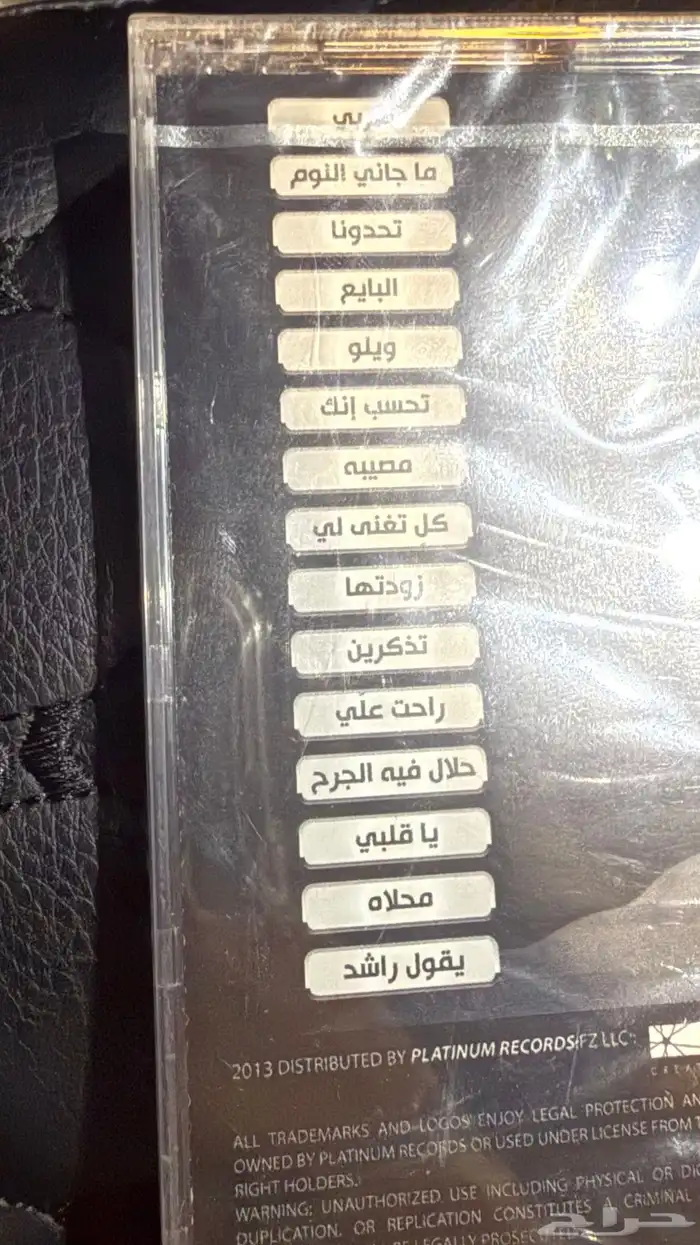 ما جاني النوم
تحدونا
البايع
ويلو
تحسب إنك
مصيبه
كل تغنى لي
زودتها
تذكرين
راحت علّي
حلال فيه الجرح
يا قلبي
محلاه
يقول راشد
2013 DISTRIBUTED BY PLATINUM RECORDS FZ LLC
ALL TRADEMARKS AND LOGOS ENJOY LEGAL PROTECTION
OWNED BY PLATINUM RECORDS OR USED UNDER LICENSE FROM
RIGHT HOLDERS.
WARNING: UNAUTHORIZED USE INCLUDING PHYSICAL OR
DUPLICATION, OR REPLICATION CONSTITUTES A CRIMINAL
LEGALLY
حراج